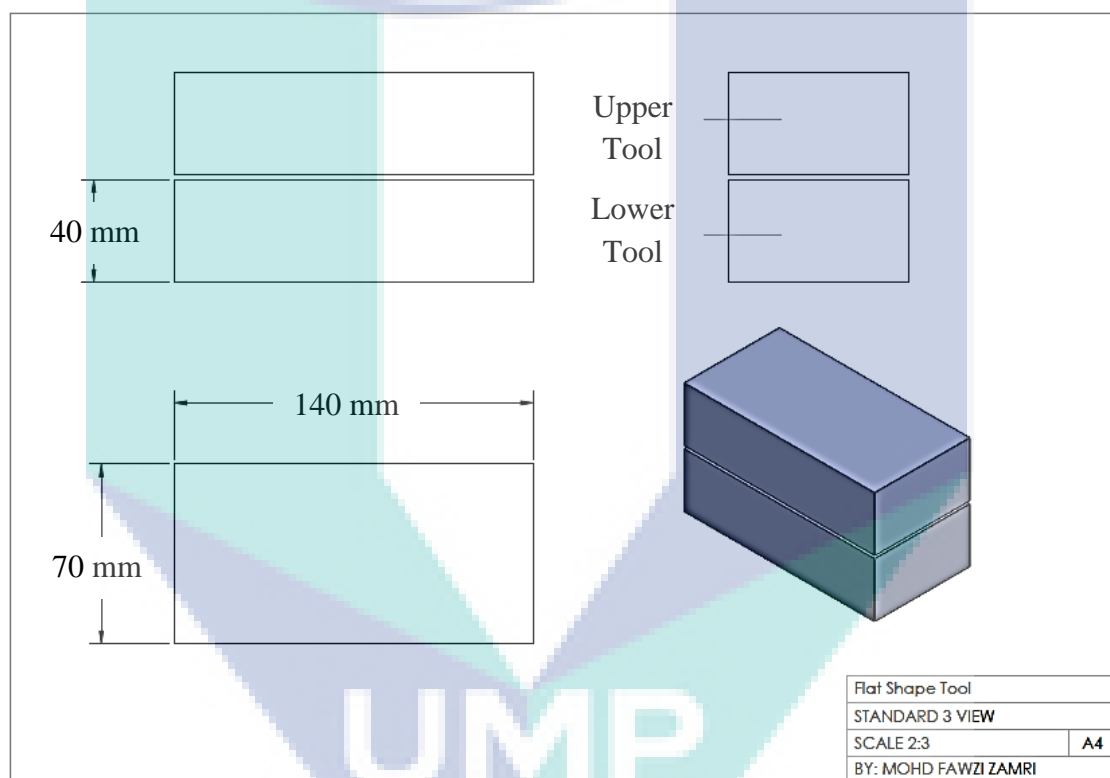 Upper
Tool
Lower
Tool
40 mm
140 mm
70 mm
Flat Shape Tool
STANDARD 3 VIEW
SCALE 2:3 A4
BY: MOHD FAWZI ZAMRI
UMP